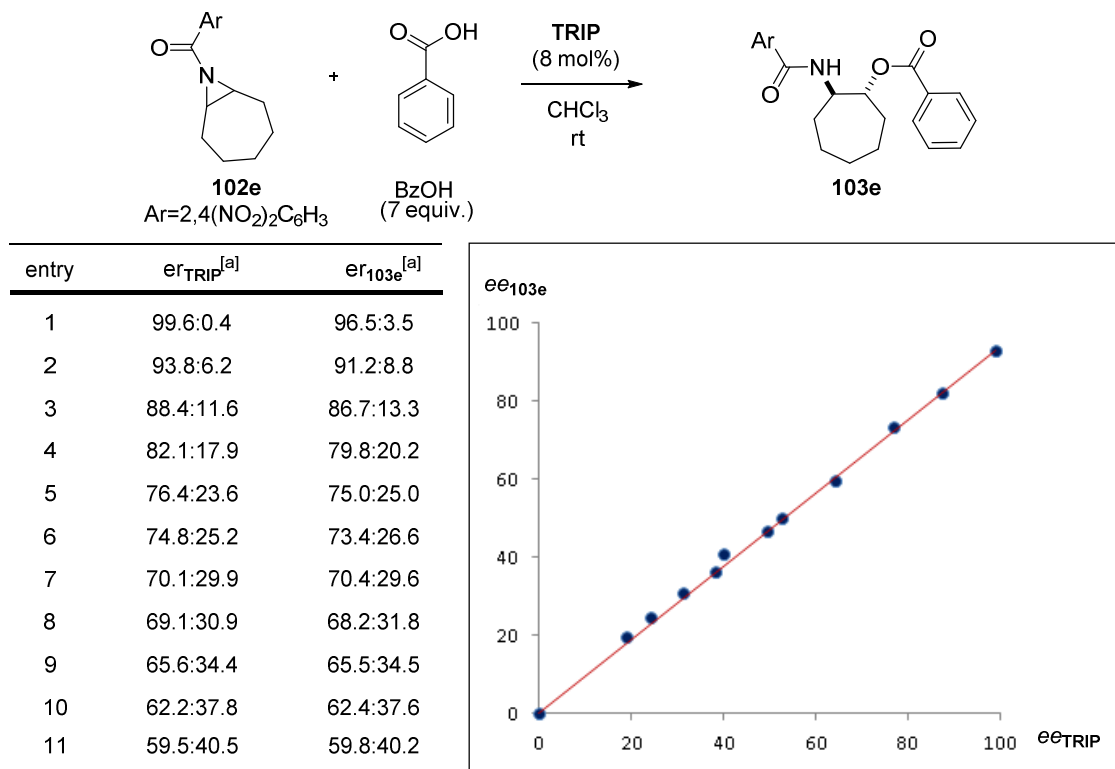 Ar
O
N
102e
Ar=2,4(NO₂)₂C₆H₃
+
O
OH
BzOH
(7 equiv.)
TRIP
(8 mol%)
CHCl₃
rt
Ar
NH
O
O
O
103e
entry er_TRIP[a] er_103e[a]
1 99.6:0.4 96.5:3.5
2 93.8:6.2 91.2:8.8
3 88.4:11.6 86.7:13.3
4 82.1:17.9 79.8:20.2
5 76.4:23.6 75.0:25.0
6 74.8:25.2 73.4:26.6
7 70.1:29.9 70.4:29.6
8 69.1:30.9 68.2:31.8
9 65.6:34.4 65.5:34.5
10 62.2:37.8 62.4:37.6
11 59.5:40.5 59.8:40.2
ee103e
100
80
60
40
20
0
0 20 40 60 80 100 eeTRIP